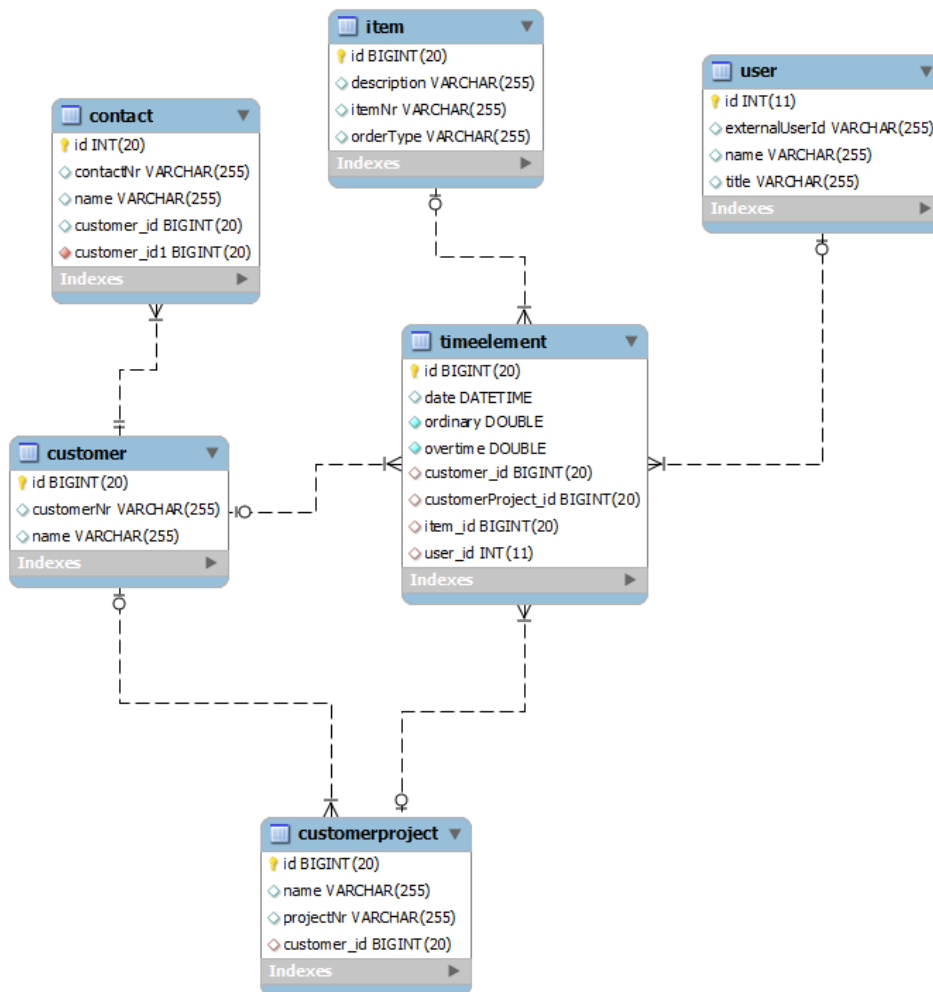 item
id BIGINT(20)
description VARCHAR(255)
itemNr VARCHAR(255)
orderType VARCHAR(255)
Indexes
user
id INT(11)
externalUserId VARCHAR(255)
name VARCHAR(255)
title VARCHAR(255)
Indexes
contact
id INT(20)
contactNr VARCHAR(255)
name VARCHAR(255)
customer_id BIGINT(20)
customer_id1 BIGINT(20)
Indexes
timeelement
id BIGINT(20)
date DATETIME
ordinary DOUBLE
overtime DOUBLE
customer_id BIGINT(20)
customerProject_id BIGINT(20)
item_id BIGINT(20)
user_id INT(11)
Indexes
customer
id BIGINT(20)
customerNr VARCHAR(255)
name VARCHAR(255)
Indexes
customerproject
id BIGINT(20)
name VARCHAR(255)
projectNr VARCHAR(255)
customer_id BIGINT(20)
Indexes